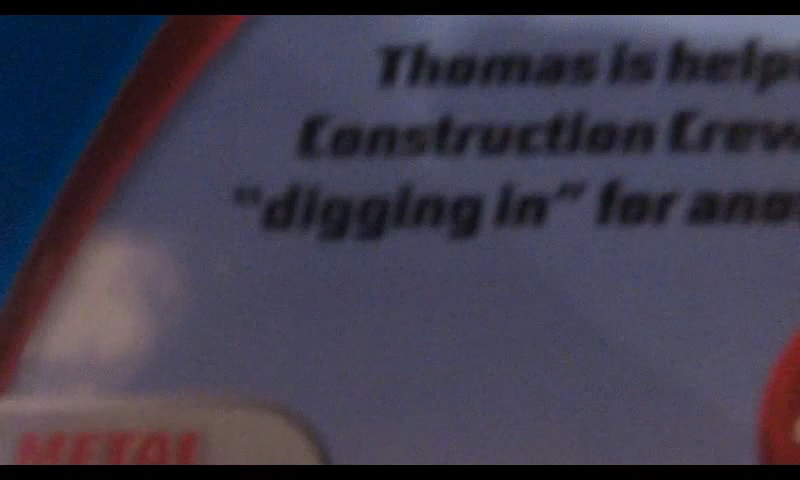 Thomas is help
Construction Crew
"digging in" for ano
METAL